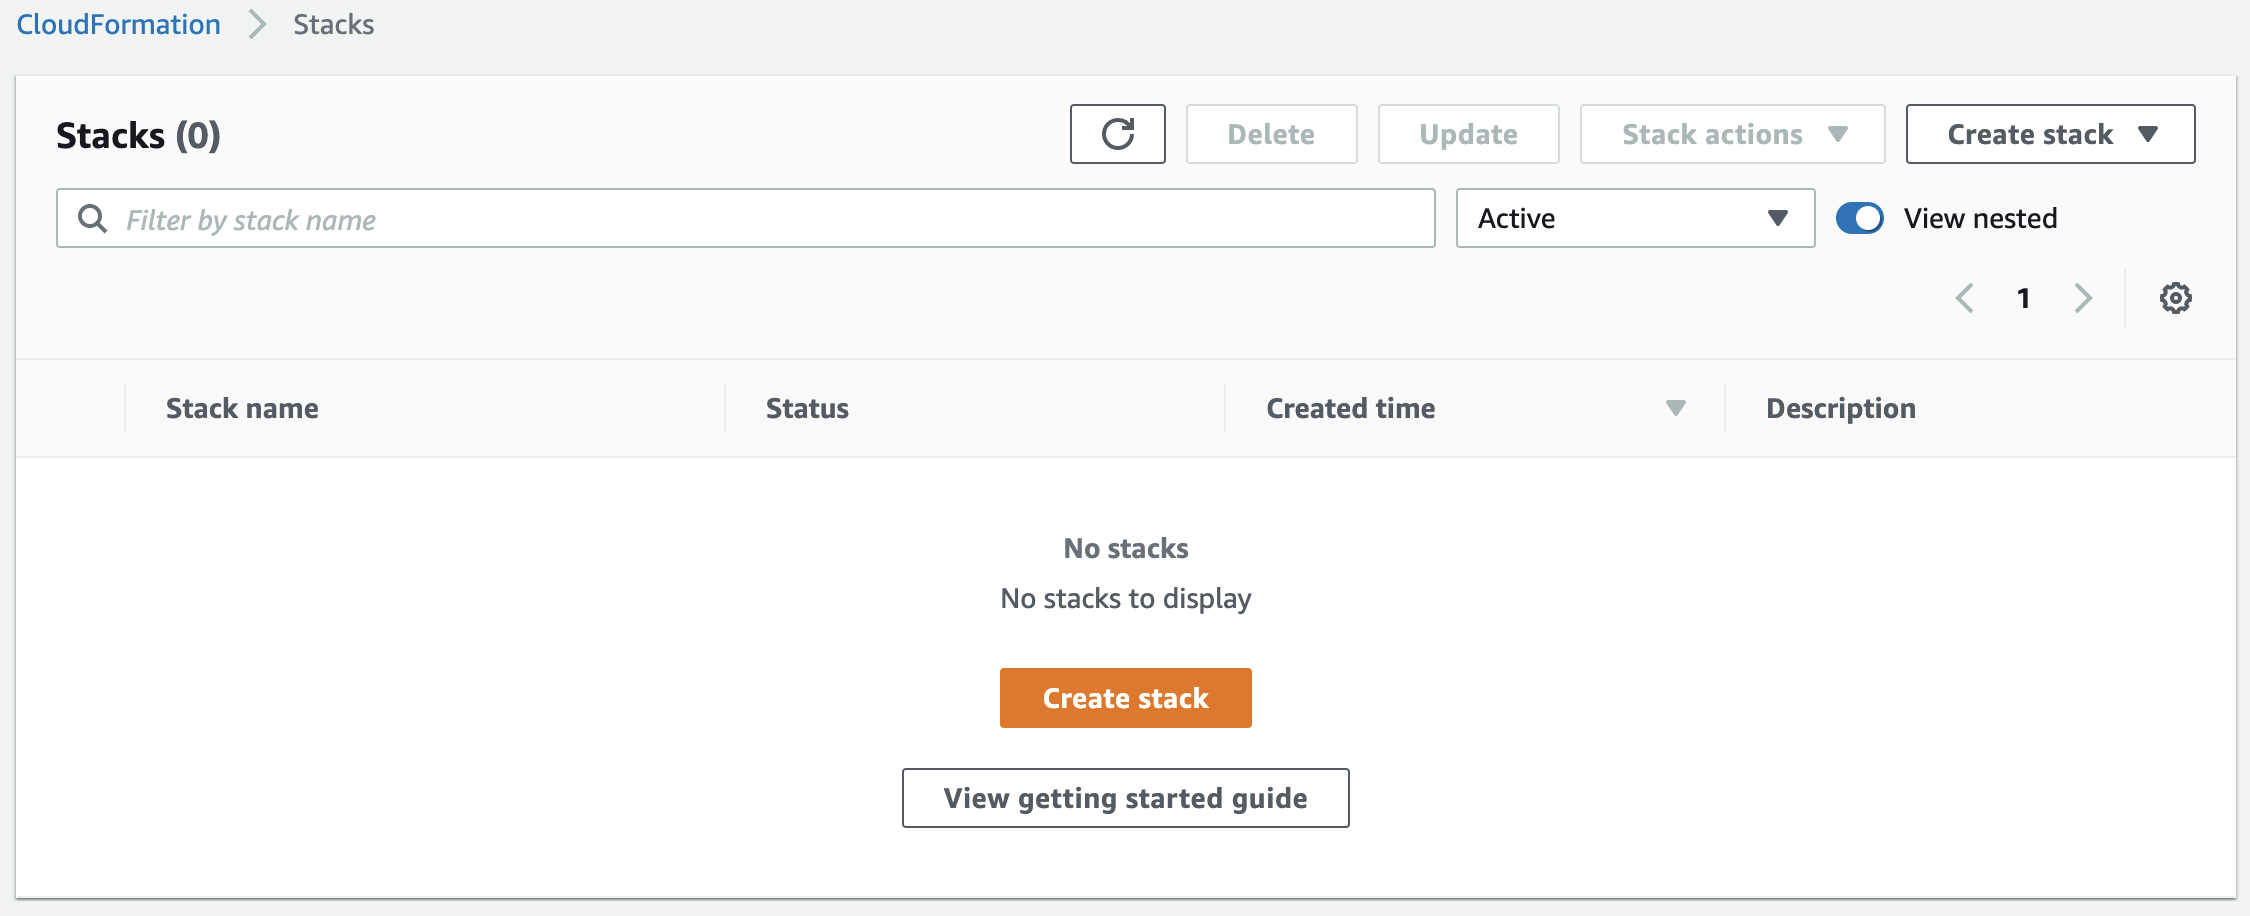 CloudFormation Stacks
Stacks (0)
Delete
Update
Stack actions
Create stack
Filter by stack name
Active
View nested
1
Stack name
Status
Created time
Description
No stacks
No stacks to display
Create stack
View getting started guide